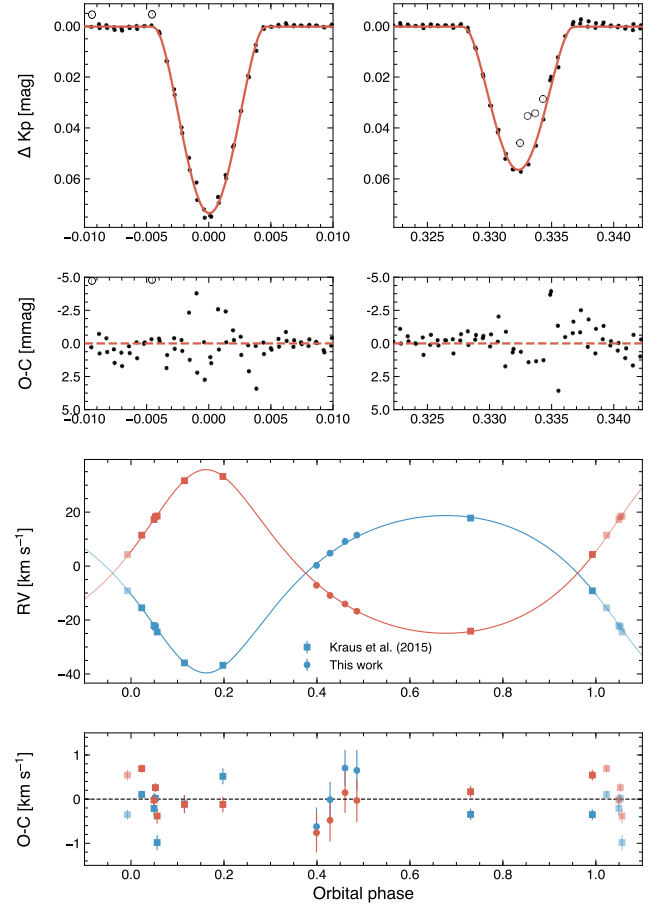 0.00
0.02
0.04
0.06
Δ Kp [mag]
−0.010 −0.005 0.000 0.005 0.010
0.00
0.02
0.04
0.06
0.325 0.330 0.335 0.340
-5.0
-2.5
0.0
2.5
5.0
O-C [mmag]
−0.010 −0.005 0.000 0.005 0.010
-5.0
-2.5
0.0
2.5
5.0
0.325 0.330 0.335 0.340
20
0
−20
−40
RV [km s⁻¹]
Kraus et al. (2015)
This work
0.0 0.2 0.4 0.6 0.8 1.0
1
0
−1
O-C [km s⁻¹]
0.0 0.2 0.4 0.6 0.8 1.0
Orbital phase